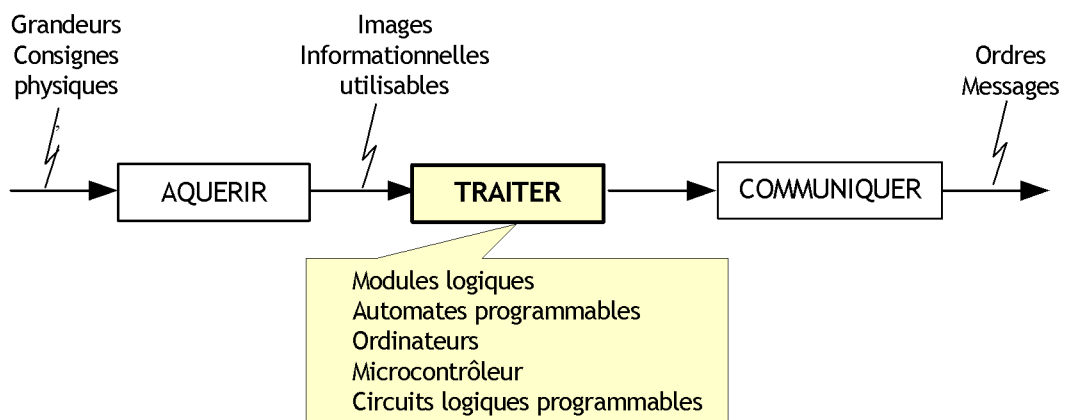 Grandeurs
Consignes
physiques
Images
Informationnelles
utilisables
Ordres
Messages
AQUERIR
TRAITER
COMMUNIQUER
Modules logiques
Automates programmables
Ordinateurs
Microcontrôleur
Circuits logiques programmables